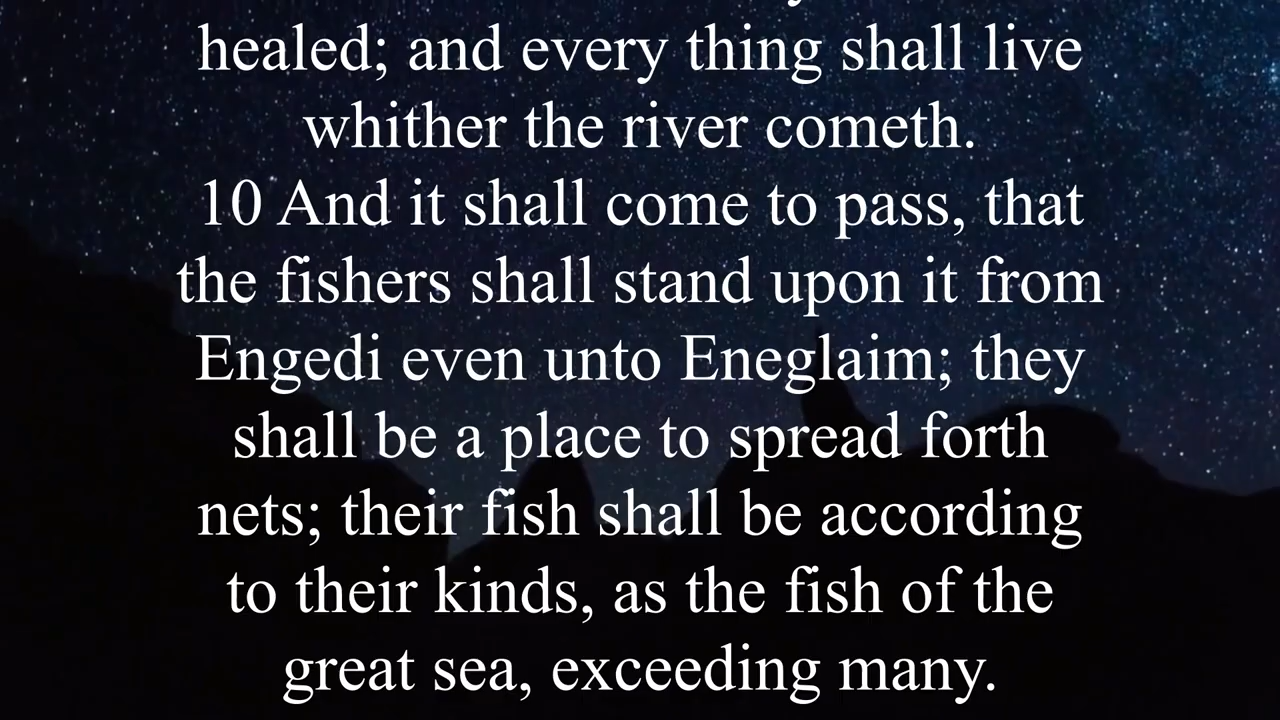 healed; and every thing shall live
whither the river cometh.
10 And it shall come to pass, that
the fishers shall stand upon it from
Engedi even unto Eneglaim; they
shall be a place to spread forth
nets; their fish shall be according
to their kinds, as the fish of the
great sea, exceeding many.